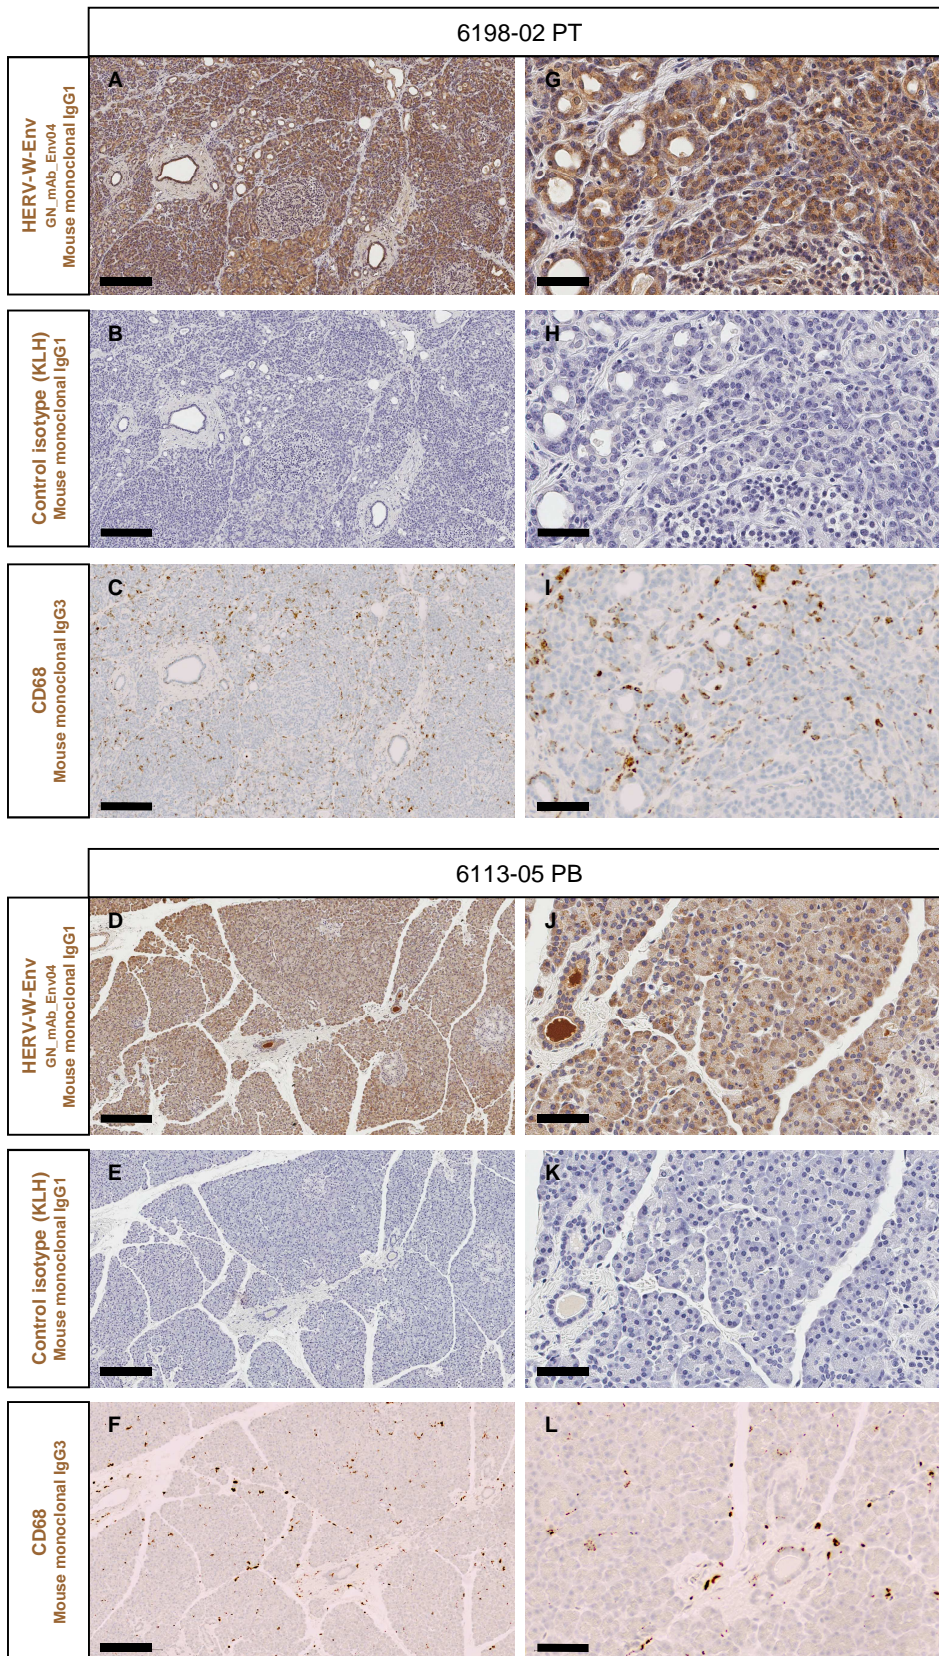 6198-02 PT
HERV-W-Env
GN_mAb_Env04
Mouse monoclonal IgG1
A
G
Control isotype (KLH)
Mouse monoclonal IgG1
B
H
CD68
Mouse monoclonal IgG3
C
I
6113-05 PB
HERV-W-Env
GN_mAb_Env04
Mouse monoclonal IgG1
D
J
Control isotype (KLH)
Mouse monoclonal IgG1
E
K
CD68
Mouse monoclonal IgG3
F
L